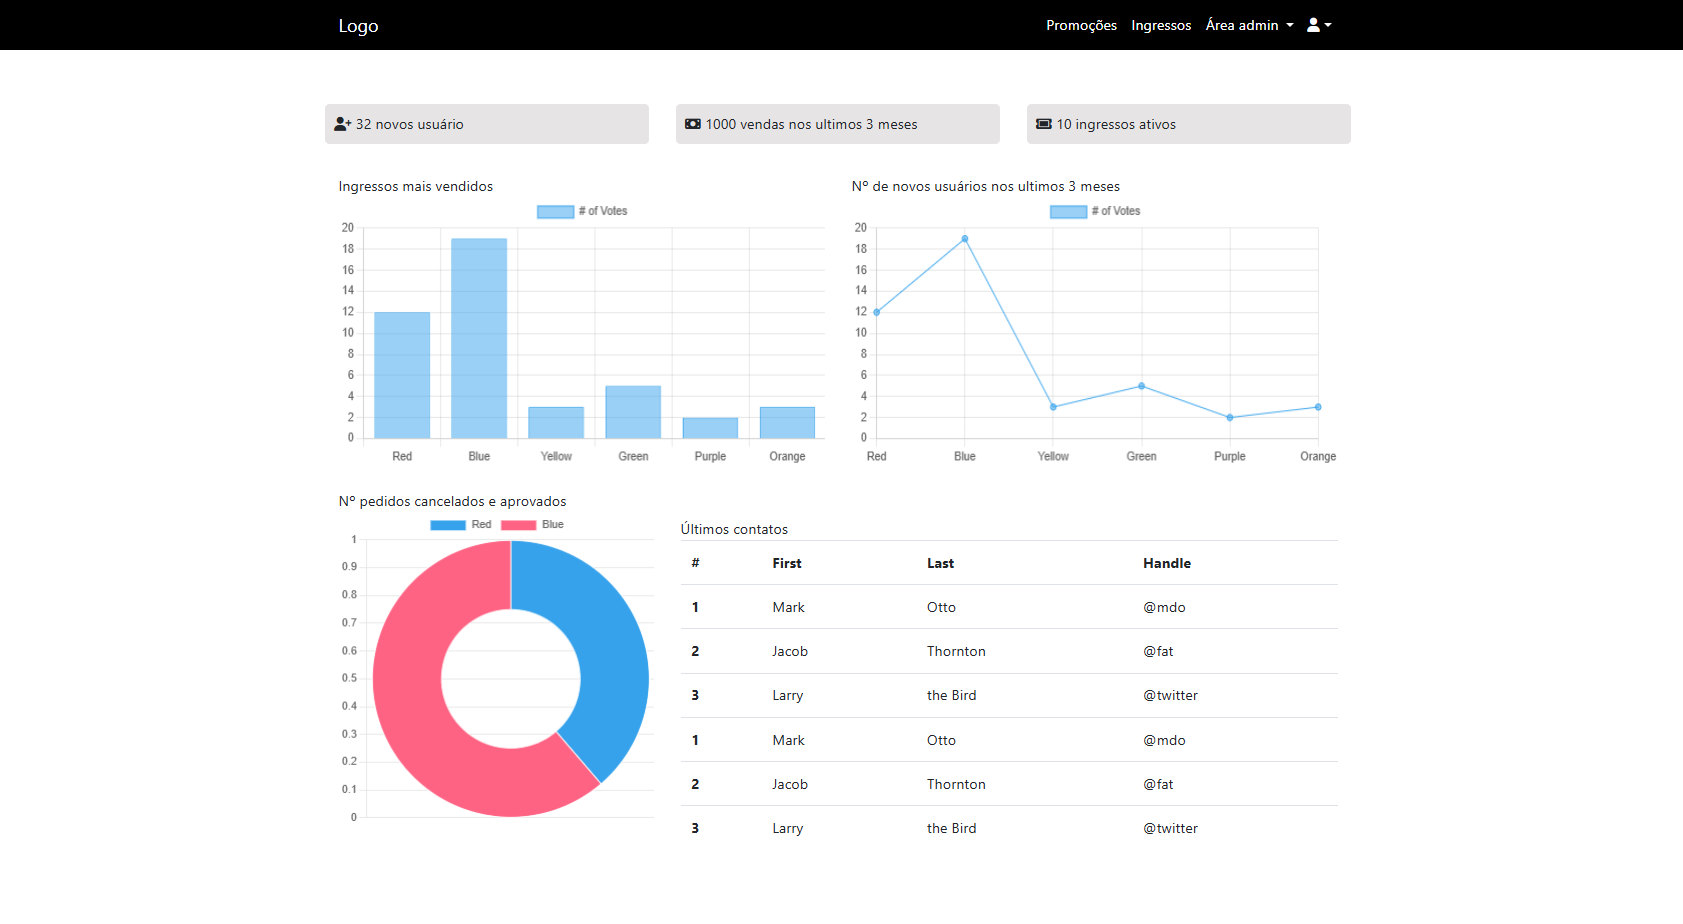 Logo Promoções Ingressos Área admin
32 novos usuário 1000 vendas nos ultimos 3 meses 10 ingressos ativos
Ingressos mais vendidos
# of Votes
20
18
16
14
12
10
8
6
4
2
0
Red Blue Yellow Green Purple Orange
Nº de novos usuários nos ultimos 3 meses
# of Votes
20
18
16
14
12
10
8
6
4
2
0
Red Blue Yellow Green Purple Orange
Nº pedidos cancelados e aprovados
Red Blue
1
0.9
0.8
0.7
0.6
0.5
0.4
0.3
0.2
0.1
0
Últimos contatos
# First Last Handle
1 Mark Otto @mdo
2 Jacob Thornton @fat
3 Larry the Bird @twitter
1 Mark Otto @mdo
2 Jacob Thornton @fat
3 Larry the Bird @twitter